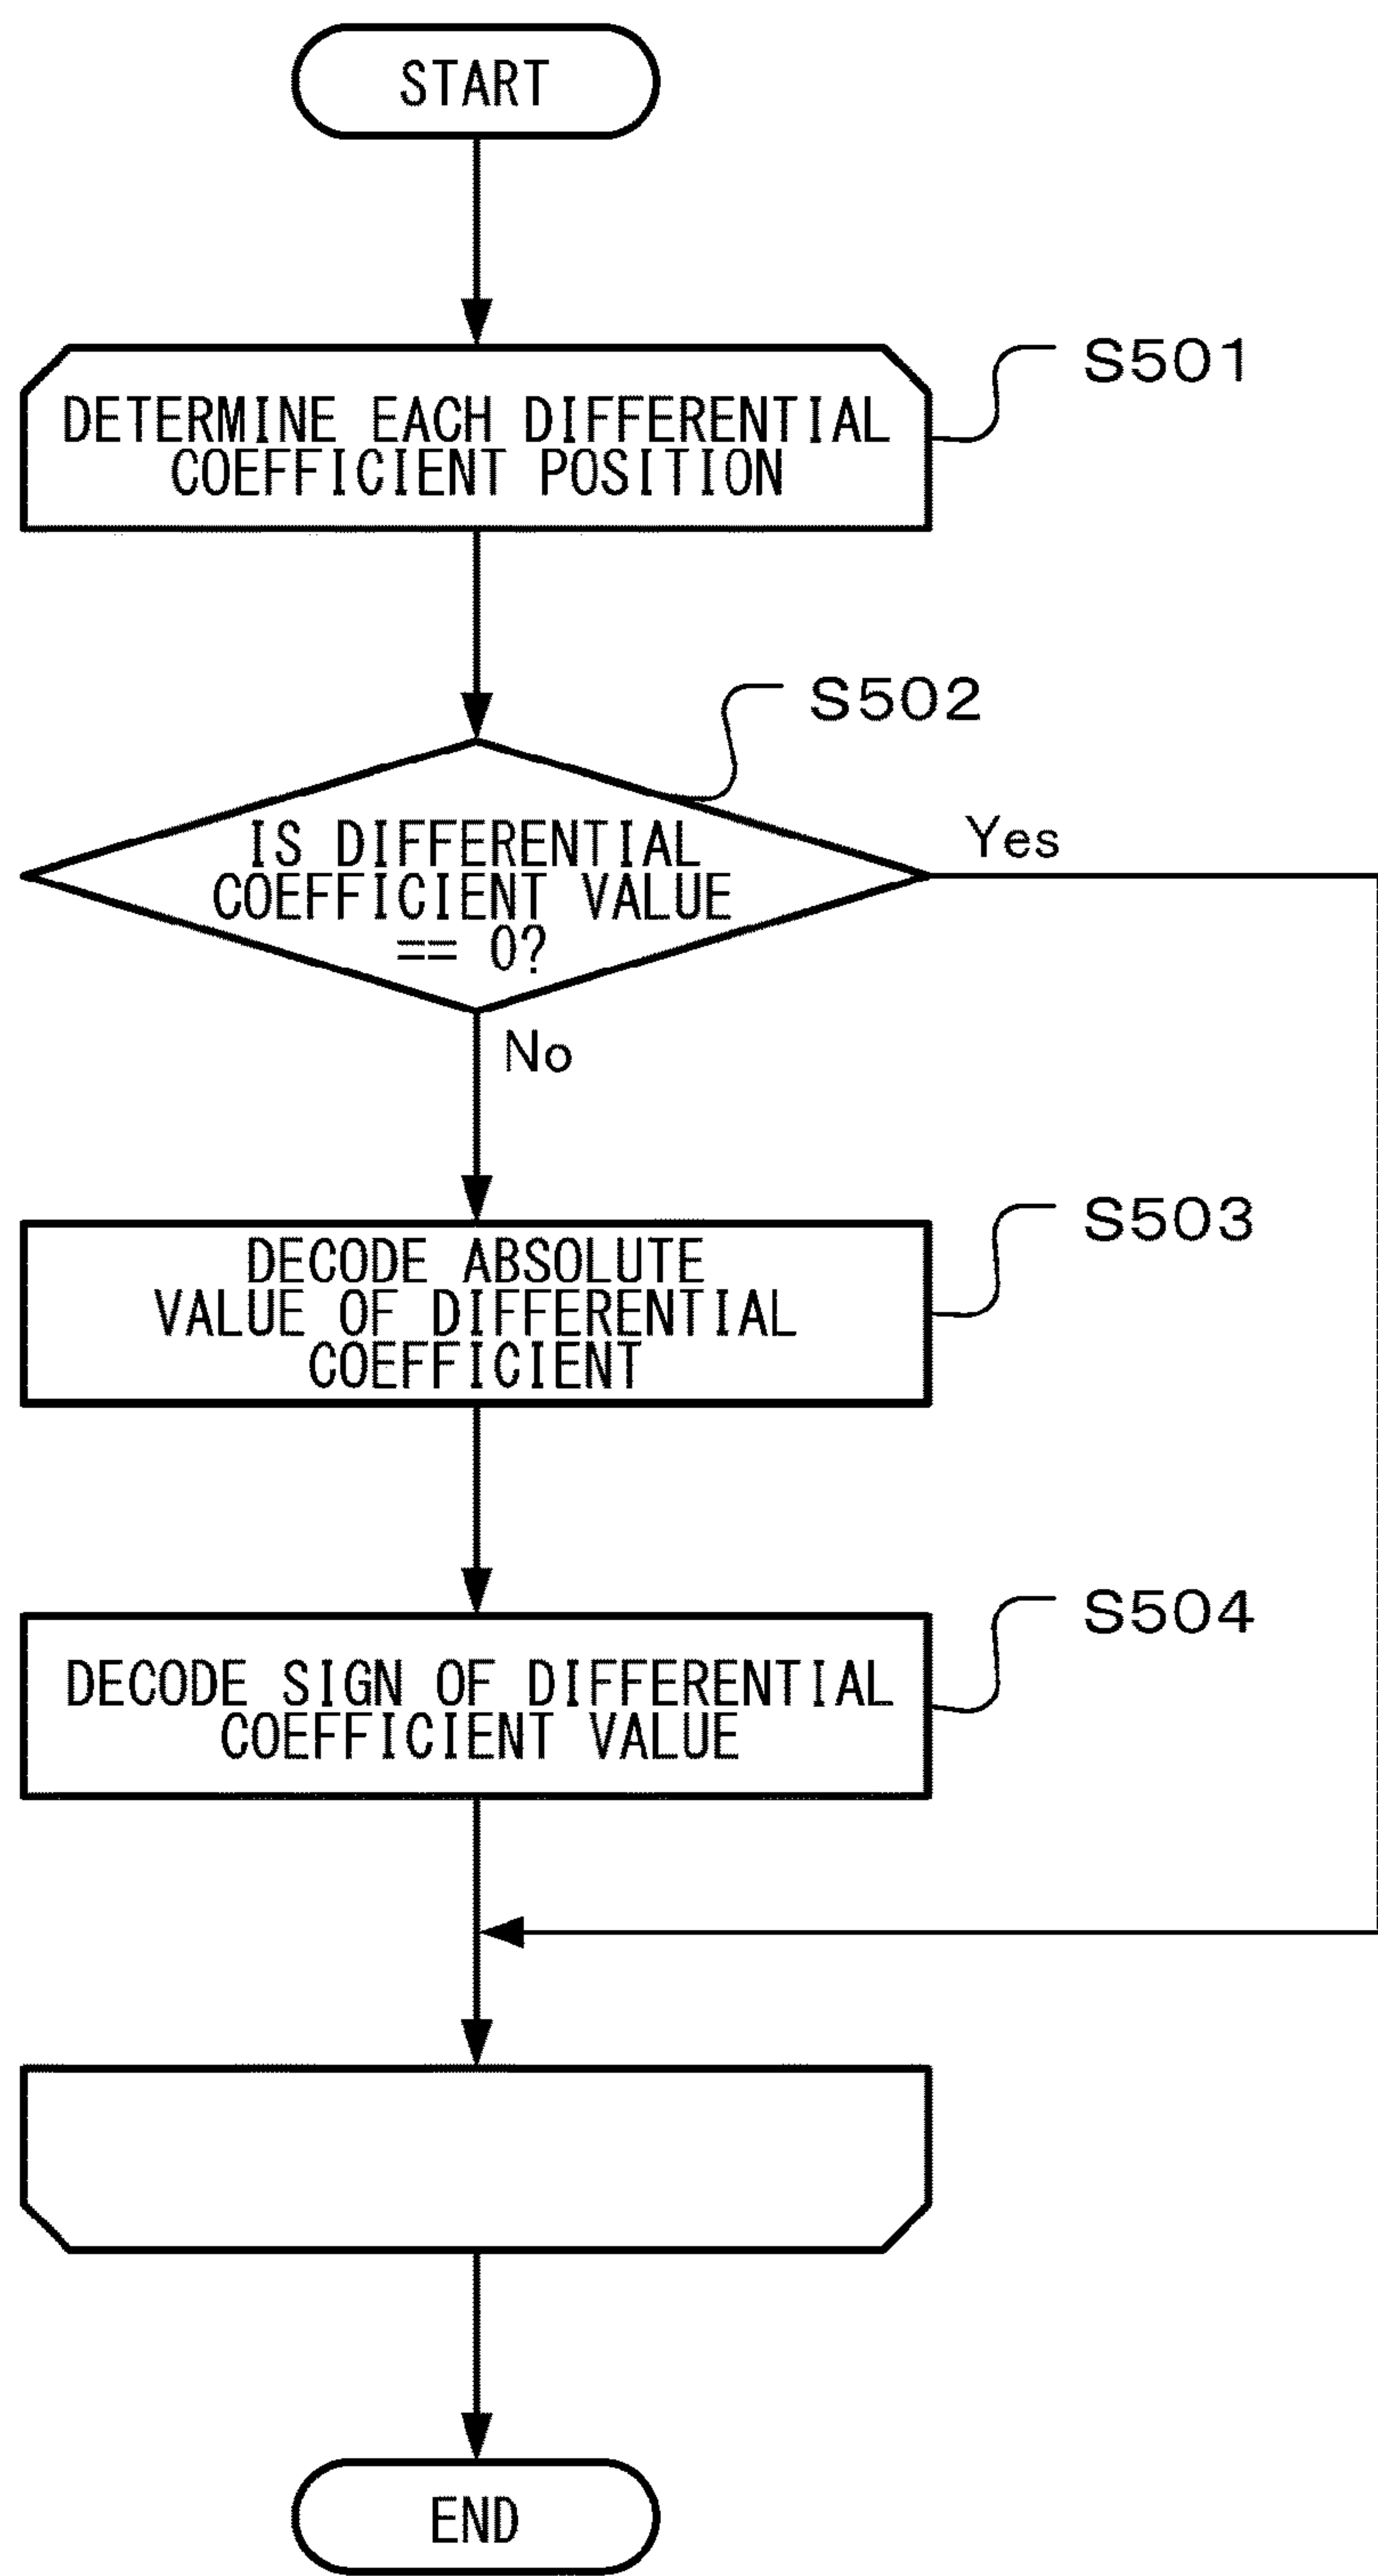 START
DETERMINE EACH DIFFERENTIAL
COEFFICIENT POSITION
S501
S502
IS DIFFERENTIAL
COEFFICIENT VALUE
== 0?
Yes
No
DECODE ABSOLUTE
VALUE OF DIFFERENTIAL
COEFFICIENT
S503
DECODE SIGN OF DIFFERENTIAL
COEFFICIENT VALUE
S504
END